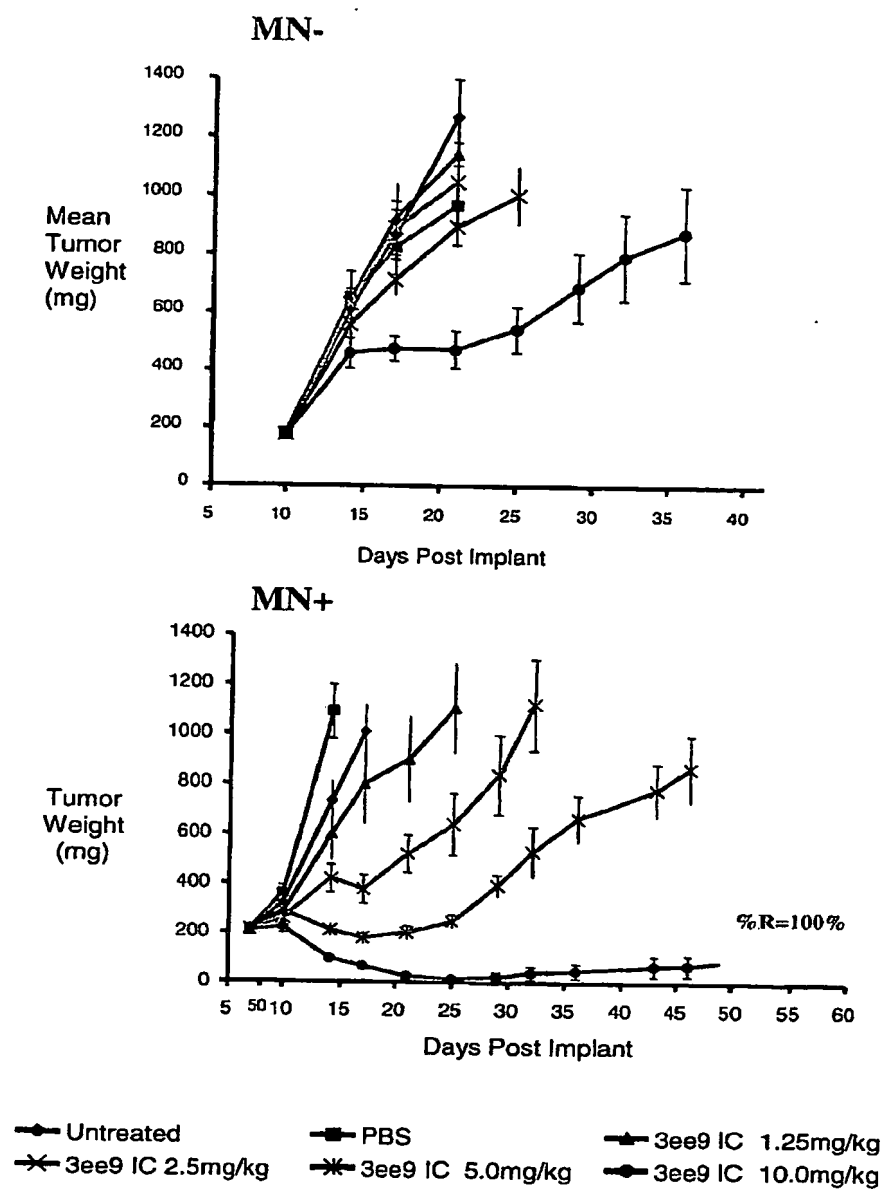 MN-
1400
1200
1000
800
600
400
200
0
Mean
Tumor
Weight
(mg)
5 10 15 20 25 30 35 40
Days Post Implant
MN+
1400
1200
1000
800
600
400
200
0
Tumor
Weight
(mg)
%R=100%
5 50 10 15 20 25 30 35 40 45 50 55 60
Days Post Implant
Untreated PBS 3ee9 IC 1.25mg/kg
3ee9 IC 2.5mg/kg 3ee9 IC 5.0mg/kg 3ee9 IC 10.0mg/kg